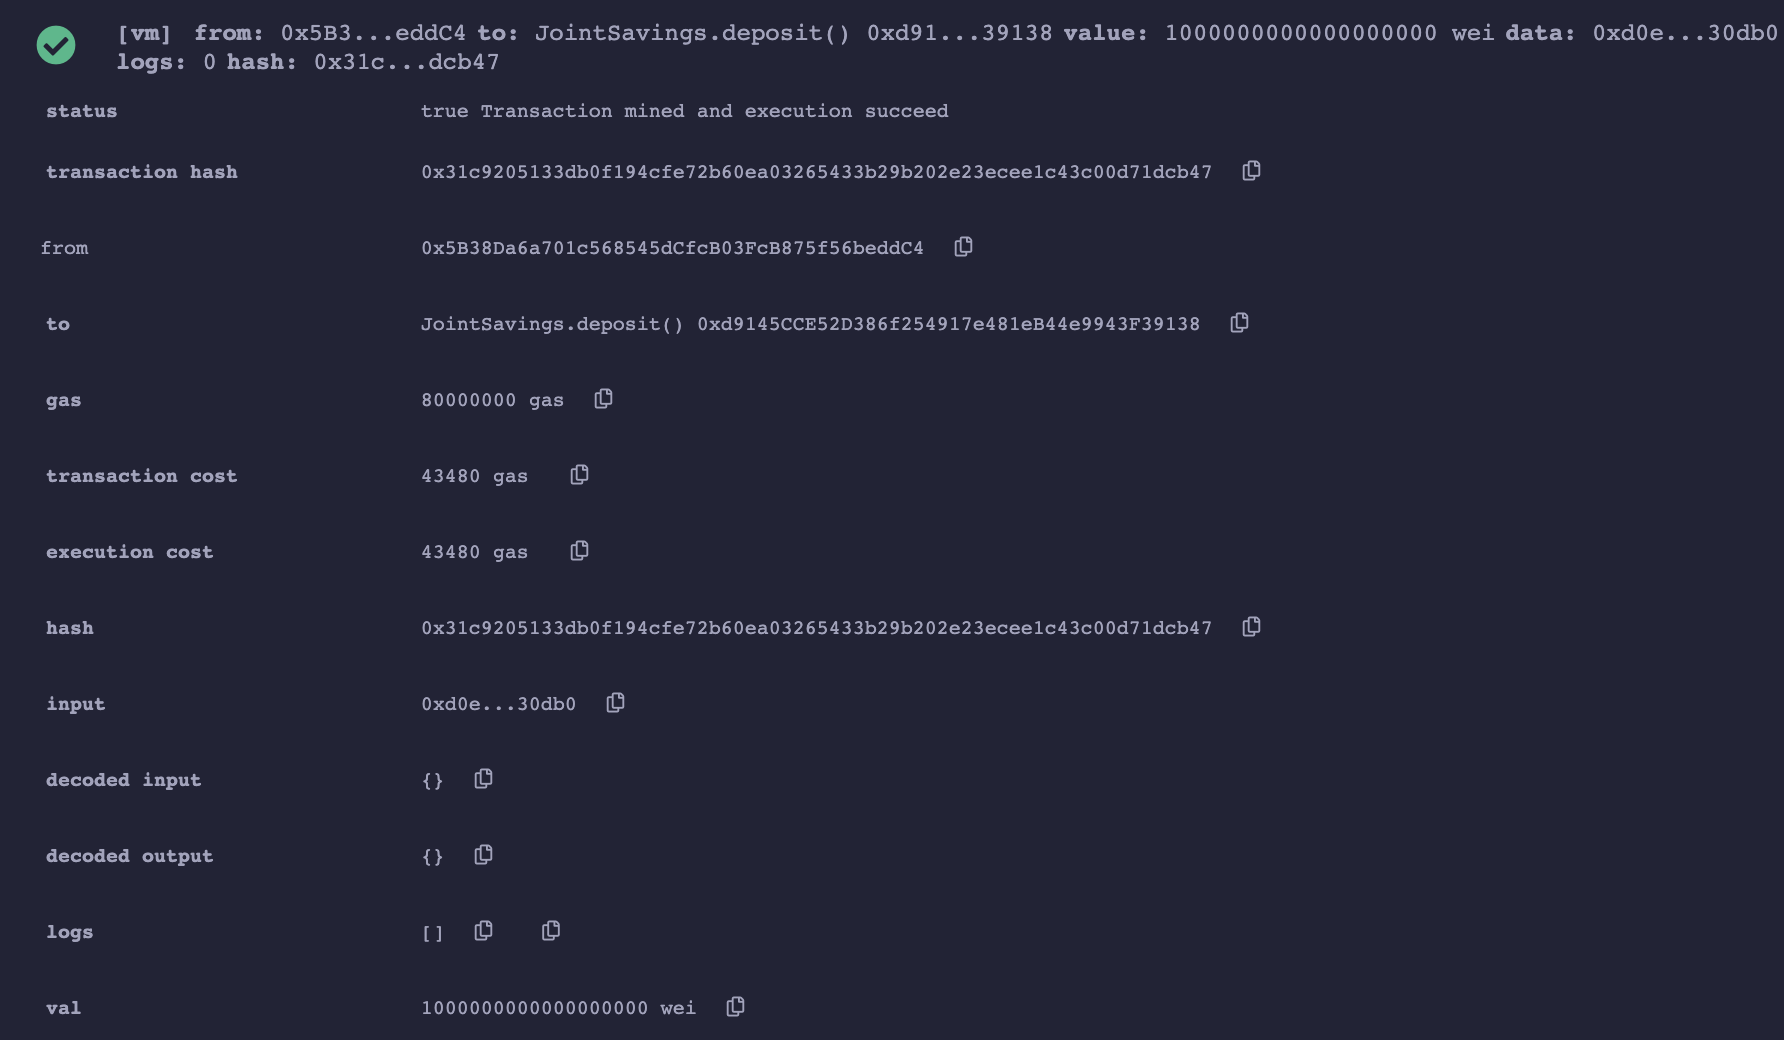 [vm] from: 0x5B3...eddC4 to: JointSavings.deposit() 0xd91...39138 value: 1000000000000000000 wei data: 0xd0e...30db0
logs: 0 hash: 0x31c...dcb47
status true Transaction mined and execution succeed
transaction hash 0x31c9205133db0f194cfe72b60ea03265433b29b202e23ecee1c43c00d71dcb47
from 0x5B38Da6a701c568545dCfcB03FcB875f56beddC4
to JointSavings.deposit() 0xd9145CCE52D386f254917e481eB44e9943F39138
gas 80000000 gas
transaction cost 43480 gas
execution cost 43480 gas
hash 0x31c9205133db0f194cfe72b60ea03265433b29b202e23ecee1c43c00d71dcb47
input 0xd0e...30db0
decoded input {}
decoded output {}
logs []
val 1000000000000000000 wei